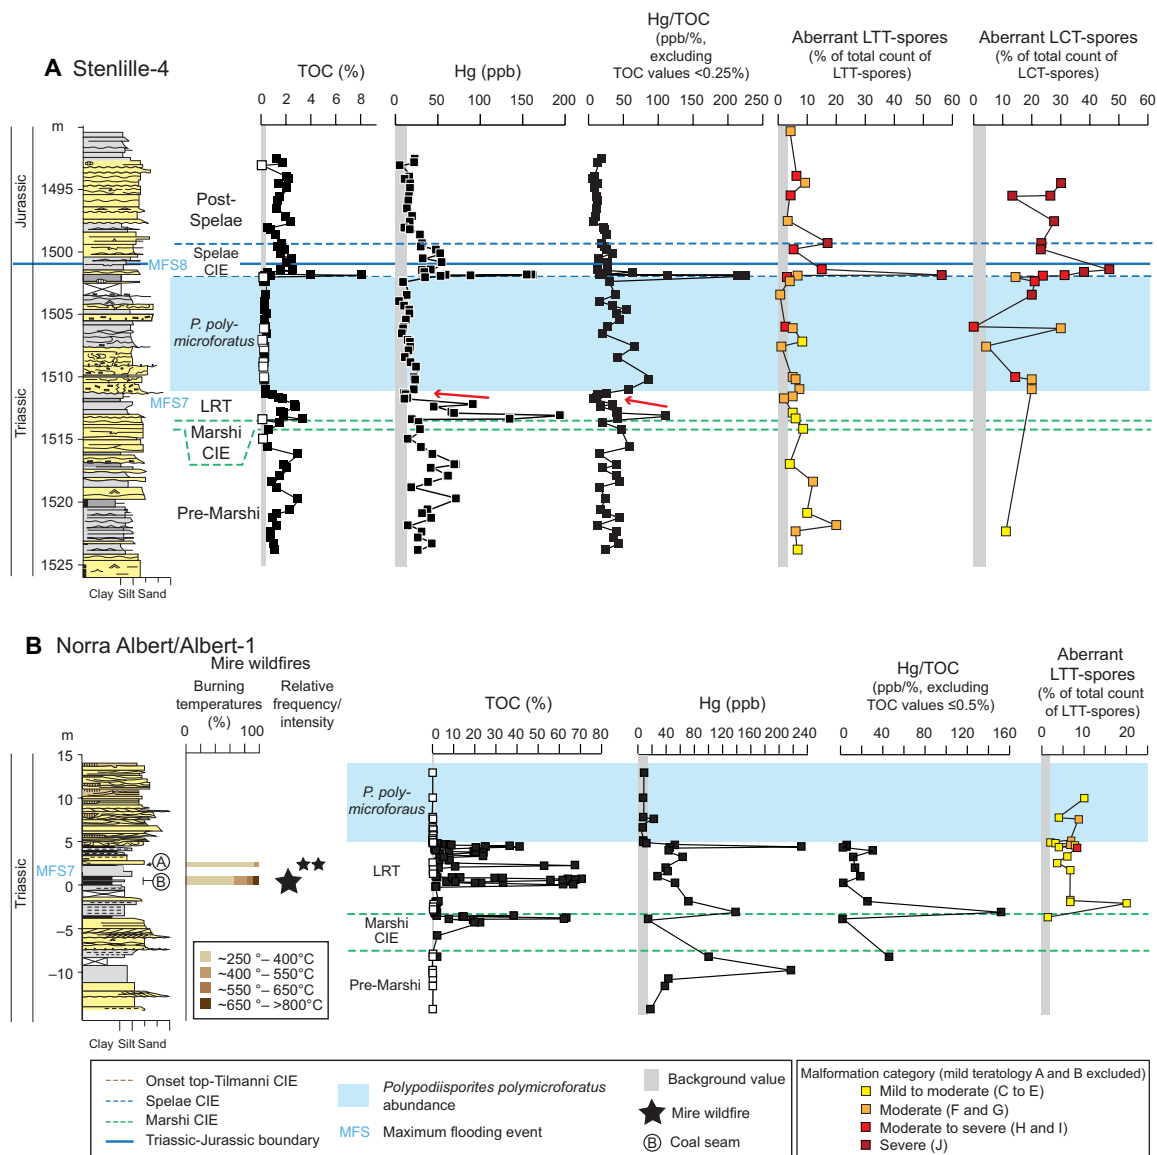 A Stenlille-4
TOC (%)
Hg (ppb)
Hg/TOC
(ppb/%,
excluding
TOC values <0.25%)
Aberrant LTT-spores
(% of total count of
LTT-spores)
Aberrant LCT-spores
(% of total count of
LCT-spores)
0 2 4 6 8
0 50 100 150 200
0 50 100 150 200 250
0 10 20 30 40 50 60
0 10 20 30 40 50 60
m
Jurassic
Triassic
1495
1500
1505
1510
1515
1520
1525
Post-
Spelae
MFS8
Spelae
CIE
P. poly-
microforatus
MFS7
LRT
Marshi
CIE
Pre-Marshi
Clay Silt Sand
B Norra Albert/Albert-1
Mire wildfires
Burning
temperatures
(%)
Relative
frequency/
intensity
0 100
TOC (%)
Hg (ppb)
Hg/TOC
(ppb/%, excluding
TOC values ≤0.5%)
Aberrant
LTT-spores
(% of total count
of LTT-spores)
0 10 20 30 40 50 60 70 80
0 40 80 120 160 200 240
0 40 80 120 160
0 10 20
m
Triassic
15
10
5
0
−5
−10
MFS7
A
B
P. poly-
microforaus
LRT
Marshi
CIE
Pre-Marshi
~250 °– 400°C
~400 °– 550°C
~550 °– 650°C
~650 °– >800°C
Clay Silt Sand
Onset top-Tilmanni CIE
Spelae CIE
Marshi CIE
Triassic-Jurassic boundary
Polypodiisporites polymicroforatus
abundance
MFS Maximum flooding event
Background value
Mire wildfire
B Coal seam
Malformation category (mild teratology A and B excluded)
Mild to moderate (C to E)
Moderate (F and G)
Moderate to severe (H and I)
Severe (J)